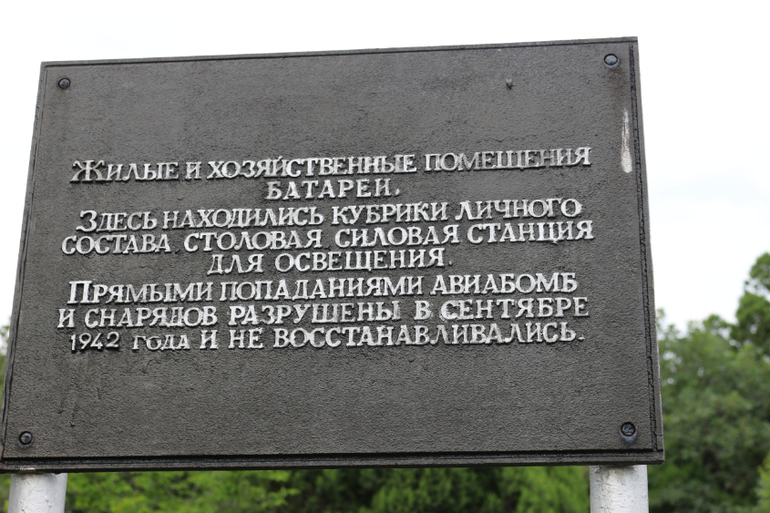 Жилые и хозяйственные помещения
батареи.
Здесь находились кубрики личного
состава столовая силовая станция
для освещения.
Прямыми попаданиями авиабомб
и снарядов разрушены в сентябре
1942 года и не восстанавливались.